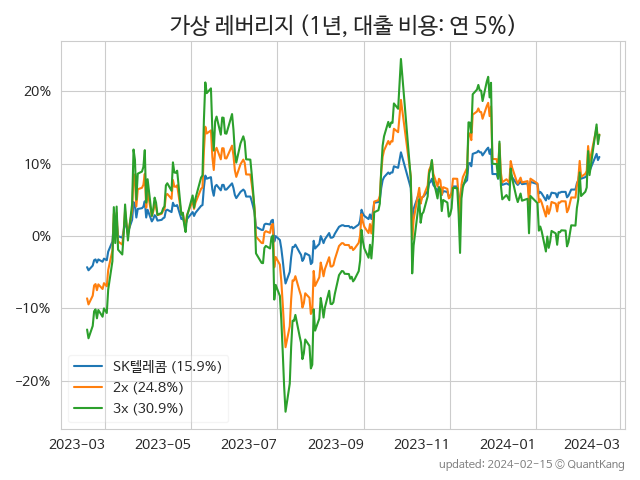 가상 레버리지 (1년, 대출 비용: 연 5%)
20%
10%
0%
−10%
−20%
SK텔레콤 (15.9%)
2x (24.8%)
3x (30.9%)
2023-03 2023-05 2023-07 2023-09 2023-11 2024-01 2024-03
updated: 2024-02-15 © QuantKang